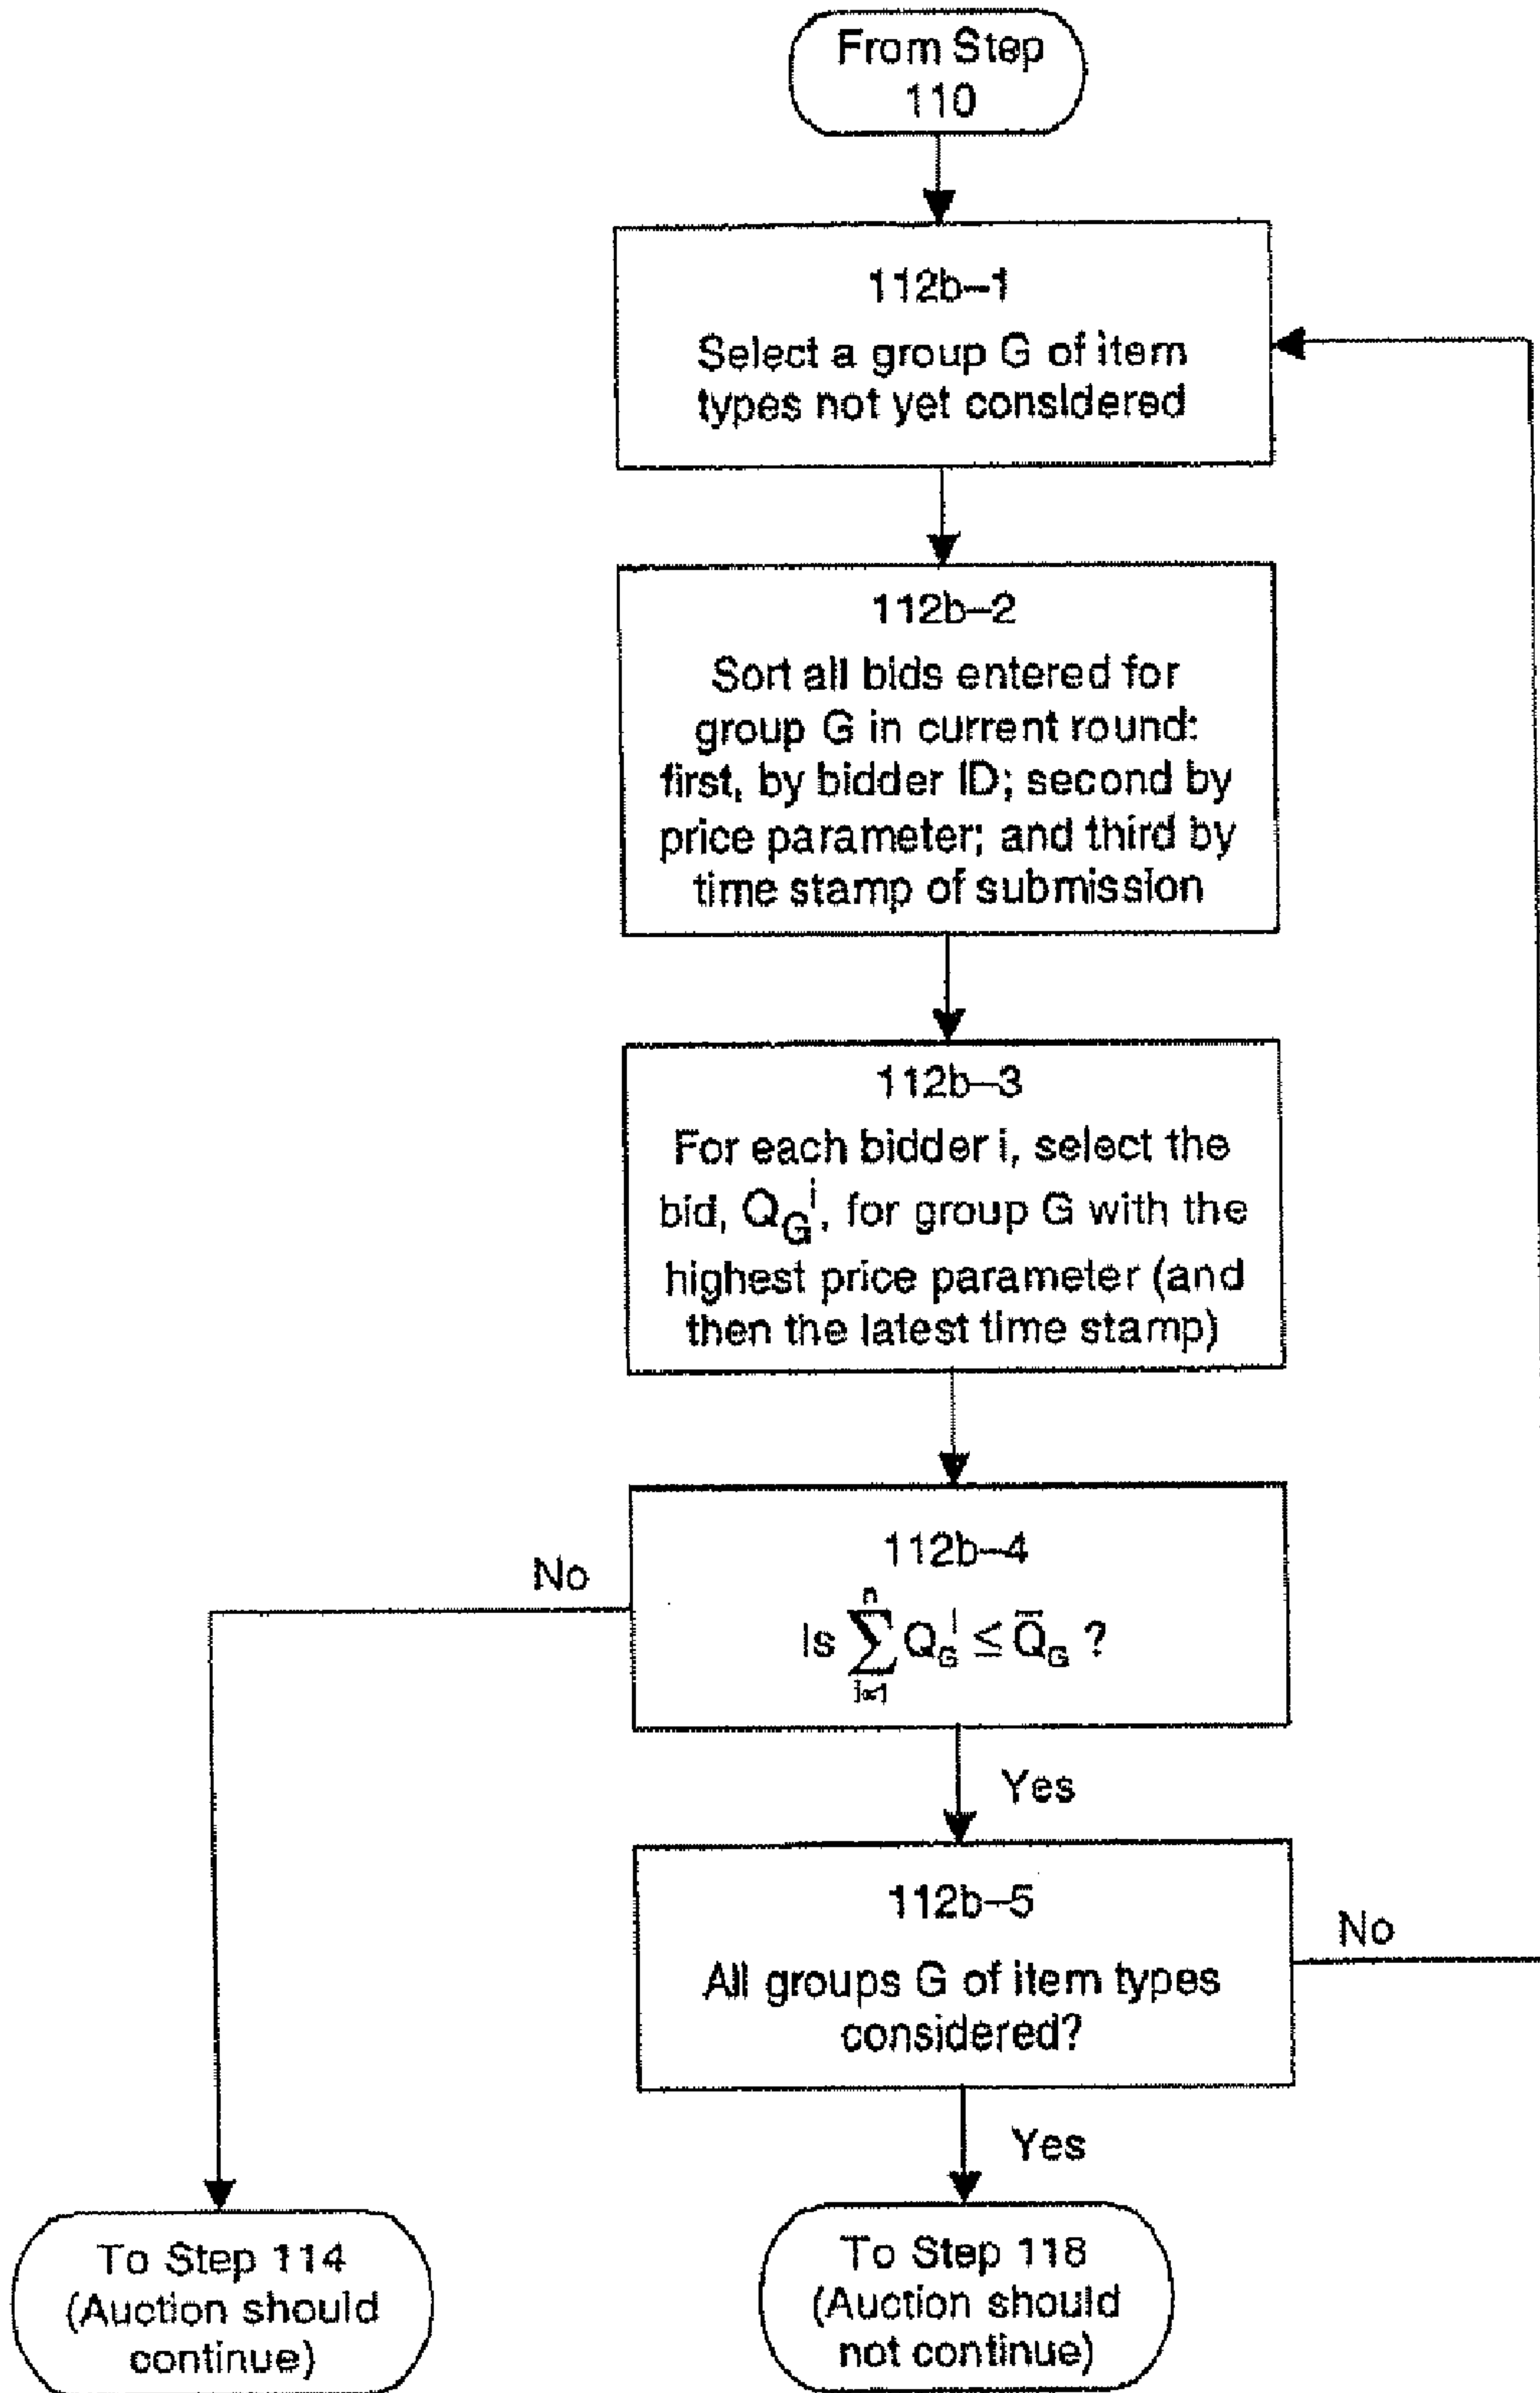 From Step
110
112b–1
Select a group G of item
types not yet considered
112b–2
Sort all bids entered for
group G in current round:
first, by bidder ID; second by
price parameter; and third by
time stamp of submission
112b–3
For each bidder i, select the
bid, Q_G^i, for group G with the
highest price parameter (and
then the latest time stamp)
112b–4
Is ∑_{i=1}^{n} Q_G^i ≤ Q̅_G ?
No
Yes
112b–5
All groups G of item types
considered?
No
Yes
To Step 114
(Auction should
continue)
To Step 118
(Auction should
not continue)